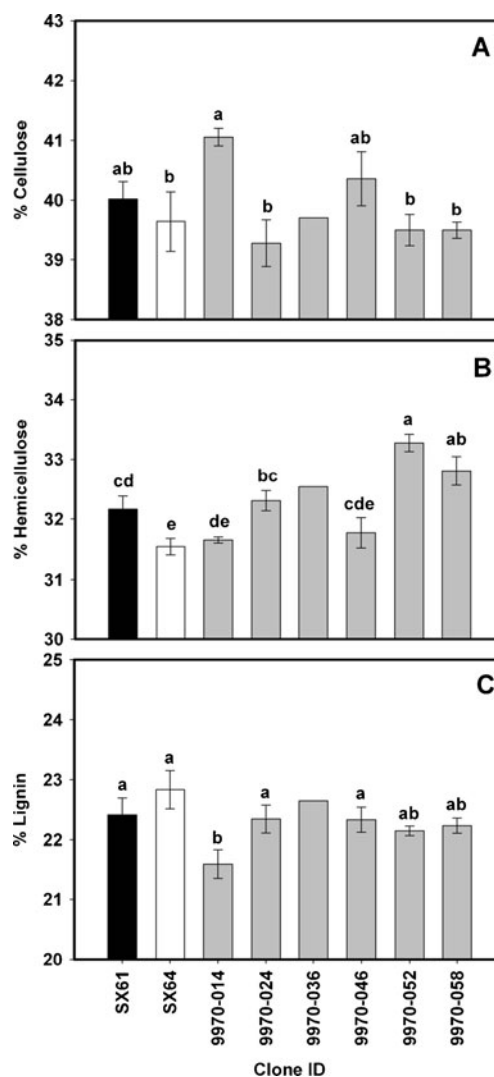 A
% Cellulose
43
42
41
40
39
38
ab
b
a
b
ab
b
b
B
% Hemicellulose
35
34
33
32
31
30
cd
e
de
bc
cde
a
ab
C
% Lignin
25
24
23
22
21
20
a
a
b
a
a
ab
ab
SX61
SX64
9970-014
9970-024
9970-036
9970-046
9970-052
9970-058
Clone ID